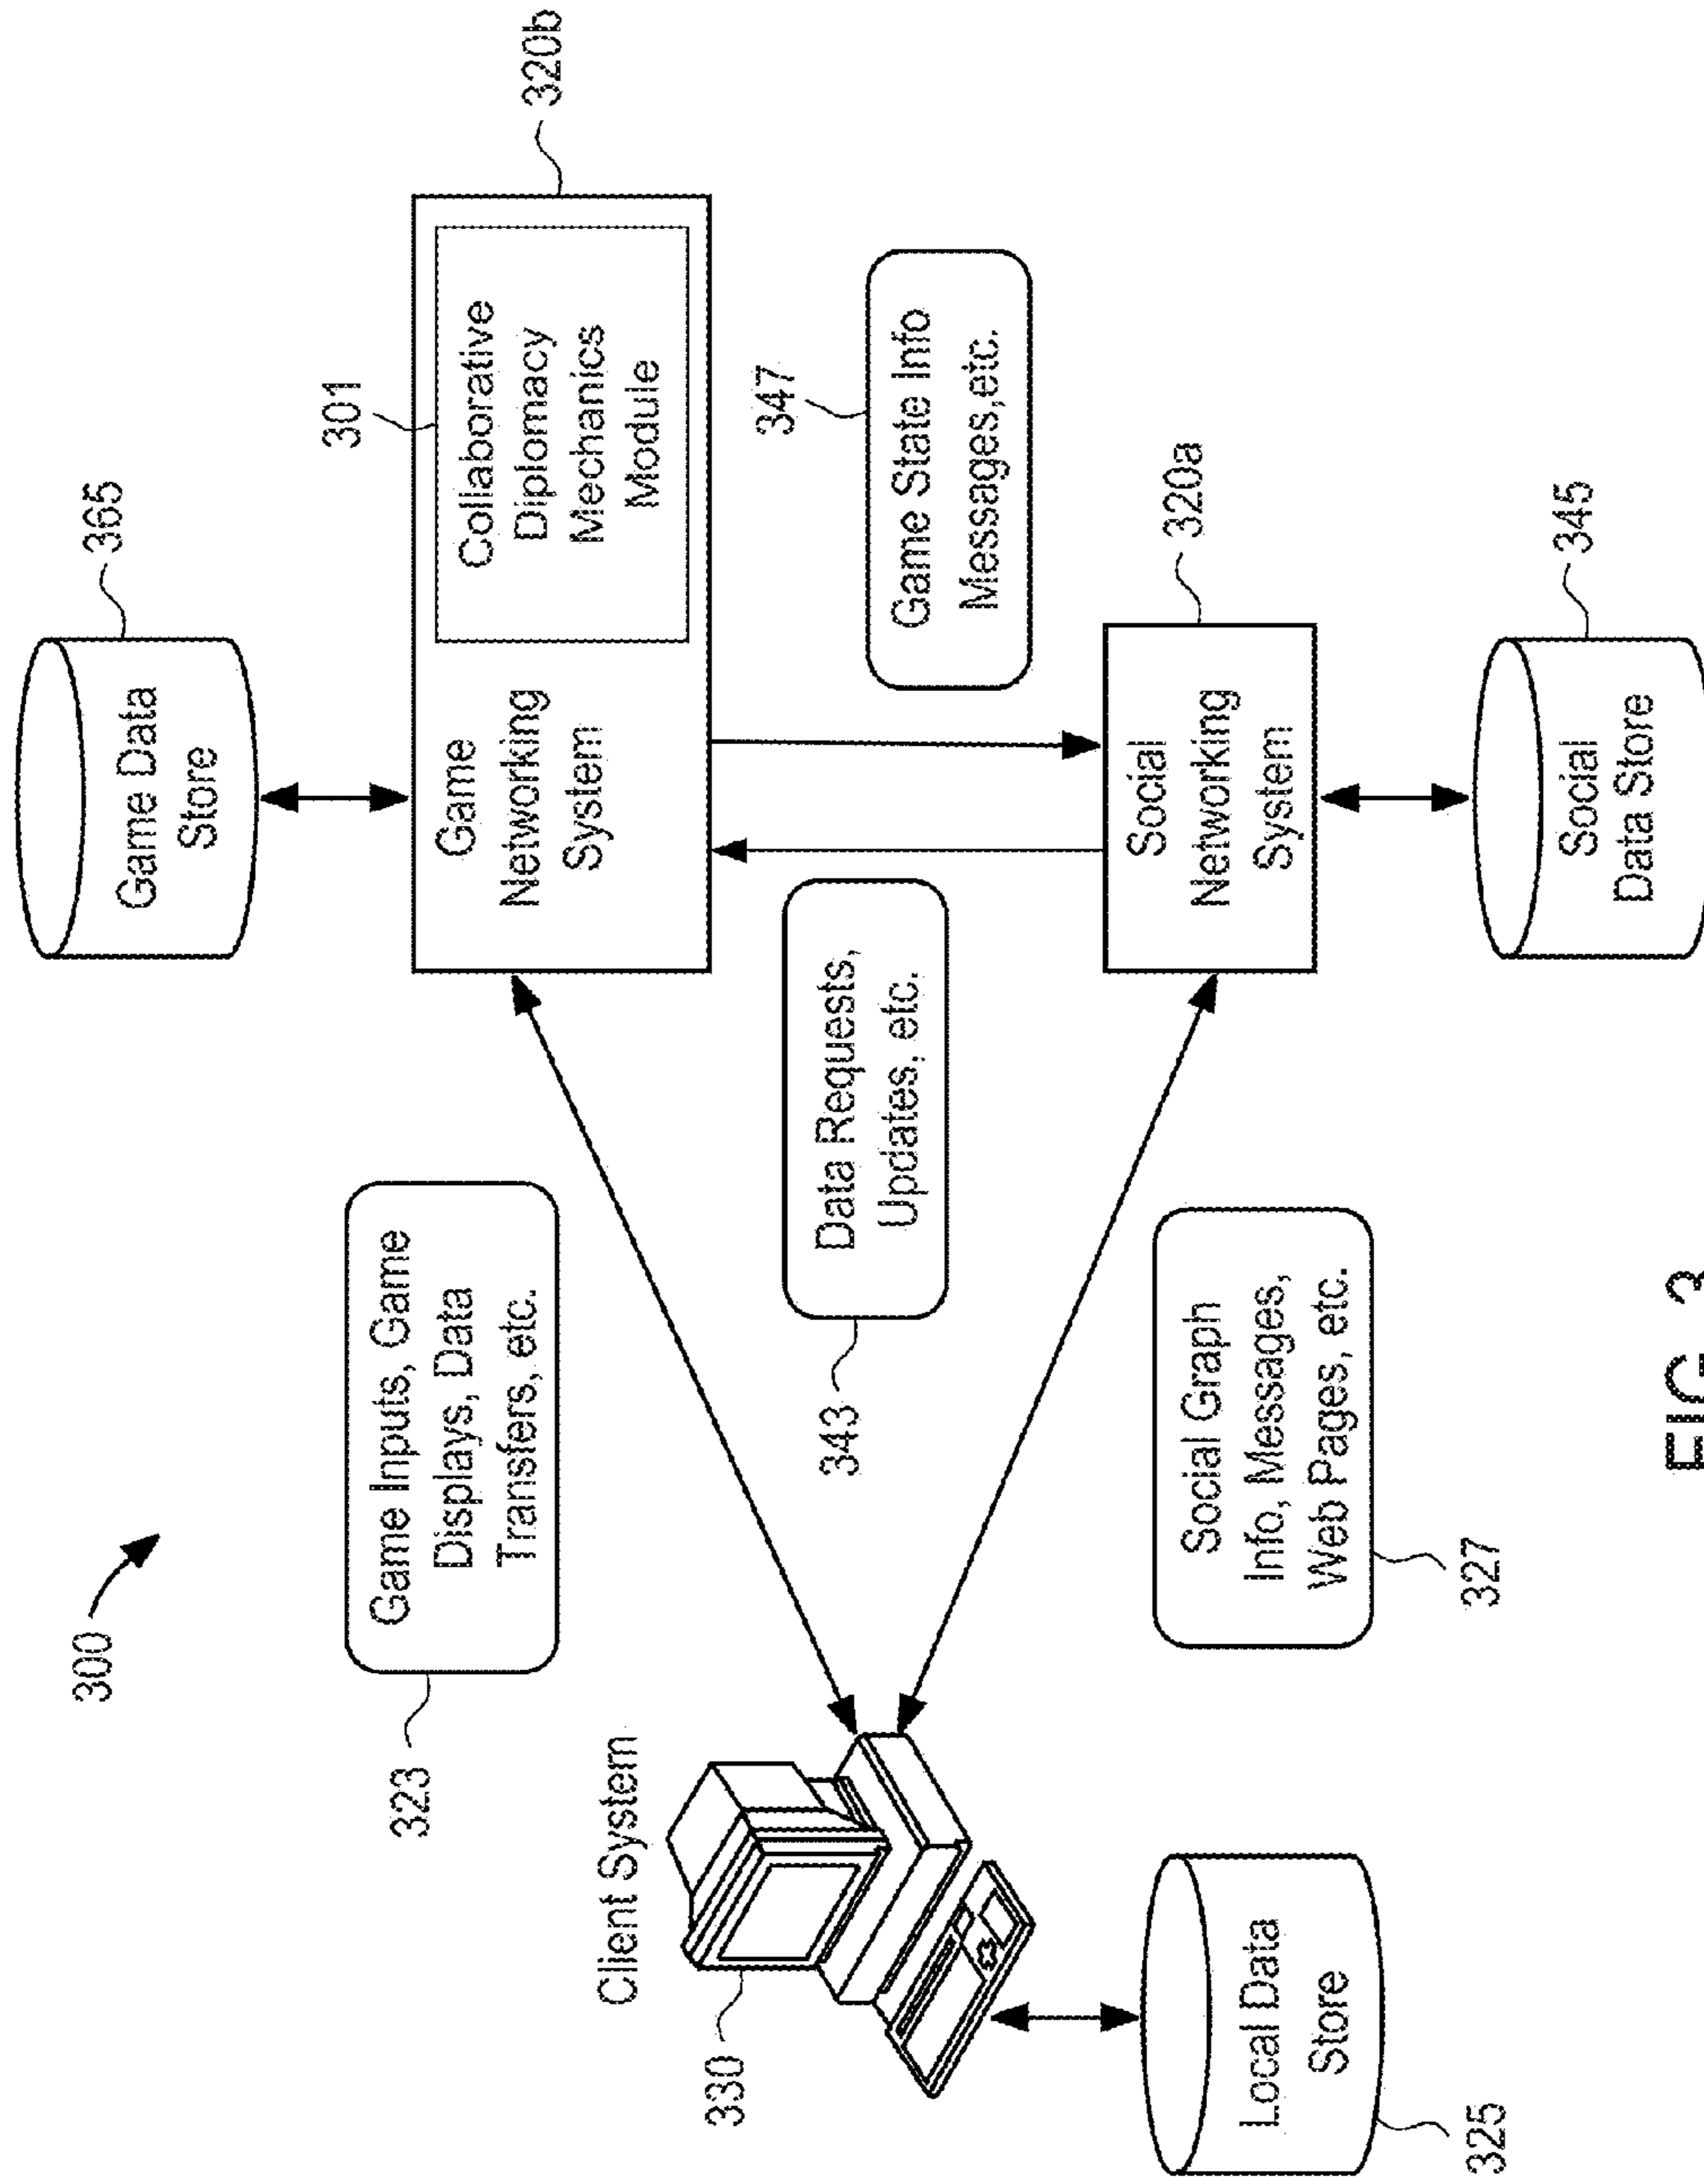 300
Client System
330
Local Data
Store
325
323
Game Inputs, Game
Displays, Data
Transfers, etc.
343
Data Requests,
Updates, etc.
Social Graph
Info, Messages,
Web Pages, etc.
327
Game Data
Store
365
Game
Networking
System
301
Collaborative
Diplomacy
Mechanics
Module
320b
347
Game State Info
Messages,etc.
Social
Networking
System
320a
Social
Data Store
345
FIG. 3